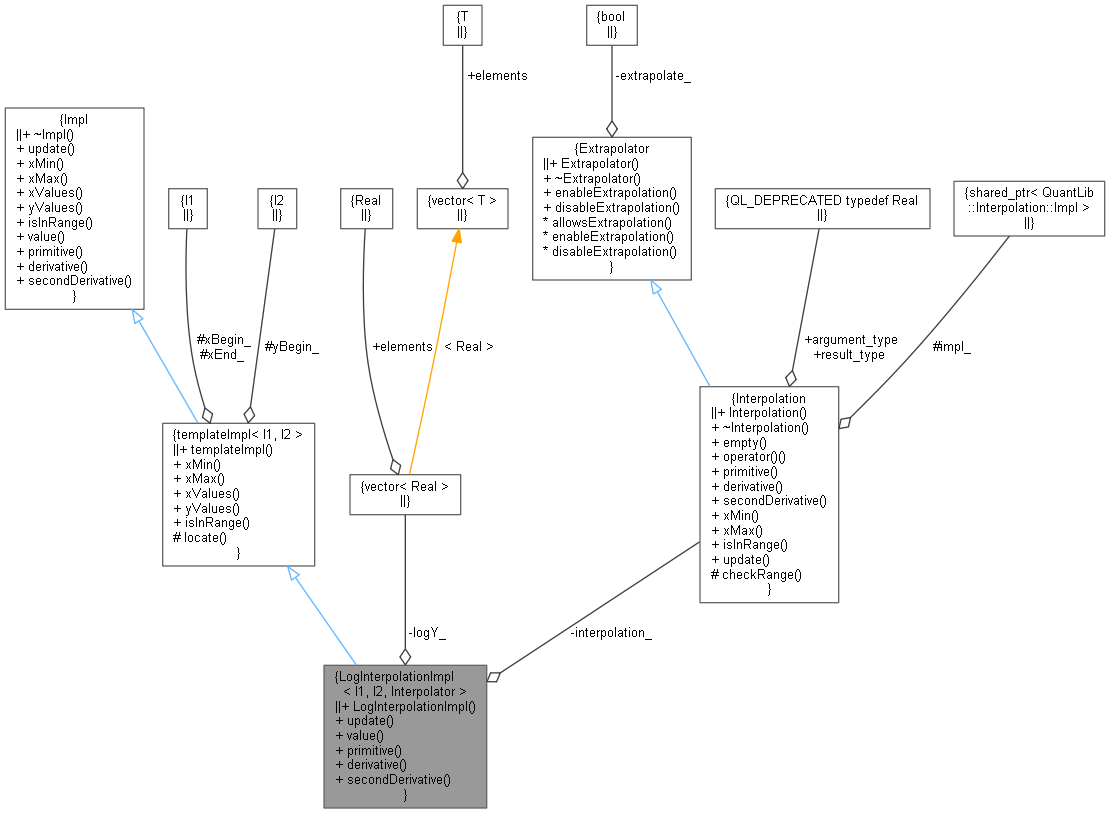 {T
||}
{bool
||}
+elements
-extrapolate_
{Impl
||+ ~Impl()
+ update()
+ xMin()
+ xMax()
+ xValues()
+ yValues()
+ isInRange()
+ value()
+ primitive()
+ derivative()
+ secondDerivative()
}
{Extrapolator
||+ Extrapolator()
+ ~Extrapolator()
+ enableExtrapolation()
+ disableExtrapolation()
* allowsExtrapolation()
* enableExtrapolation()
* disableExtrapolation()
}
{I1
||}
{I2
||}
{Real
||}
{vector< T >
||}
{QL_DEPRECATED typedef Real
||}
{shared_ptr< QuantLib
::Interpolation::Impl >
||}
#xBegin_
#xEnd_
#yBegin_
+elements
< Real >
+argument_type
+result_type
#impl_
{templateImpl< I1, I2 >
||+ templateImpl()
+ xMin()
+ xMax()
+ xValues()
+ yValues()
+ isInRange()
# locate()
}
{vector< Real >
||}
{Interpolation
||+ Interpolation()
+ ~Interpolation()
+ empty()
+ operator()()
+ primitive()
+ derivative()
+ secondDerivative()
+ xMin()
+ xMax()
+ isInRange()
+ update()
# checkRange()
}
-logY_
-interpolation_
{LogInterpolationImpl
< I1, I2, Interpolator >
||+ LogInterpolationImpl()
+ update()
+ value()
+ primitive()
+ derivative()
+ secondDerivative()
}